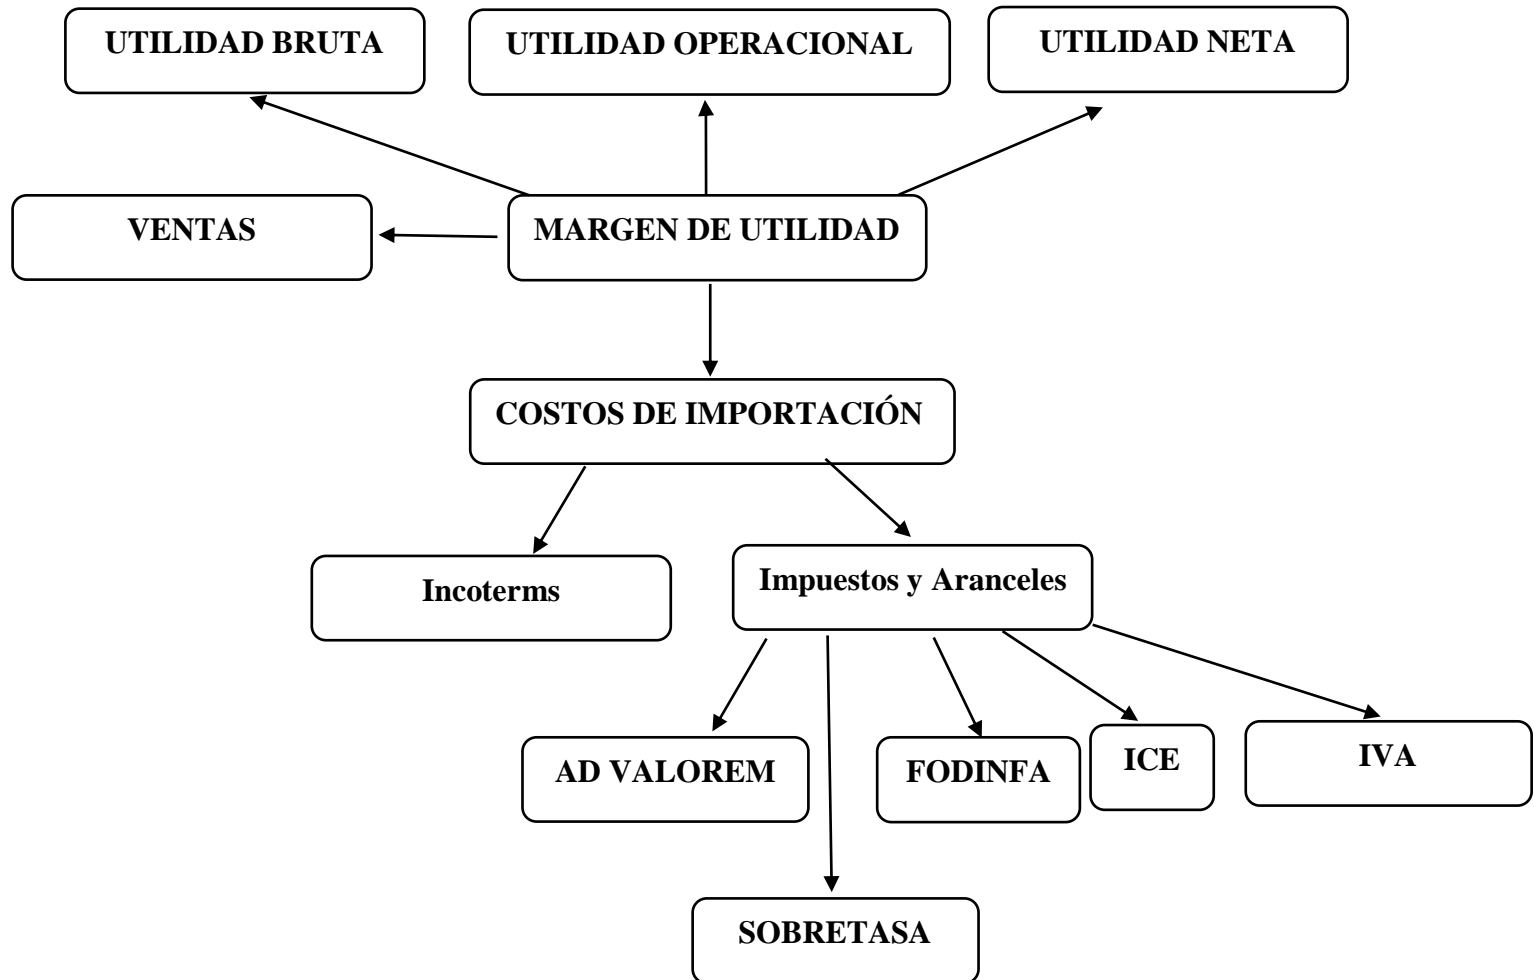 UTILIDAD BRUTA
UTILIDAD OPERACIONAL
UTILIDAD NETA
VENTAS
MARGEN DE UTILIDAD
COSTOS DE IMPORTACIÓN
Incoterms
Impuestos y Aranceles
AD VALOREM
FODINFA
ICE
IVA
SOBRETASA